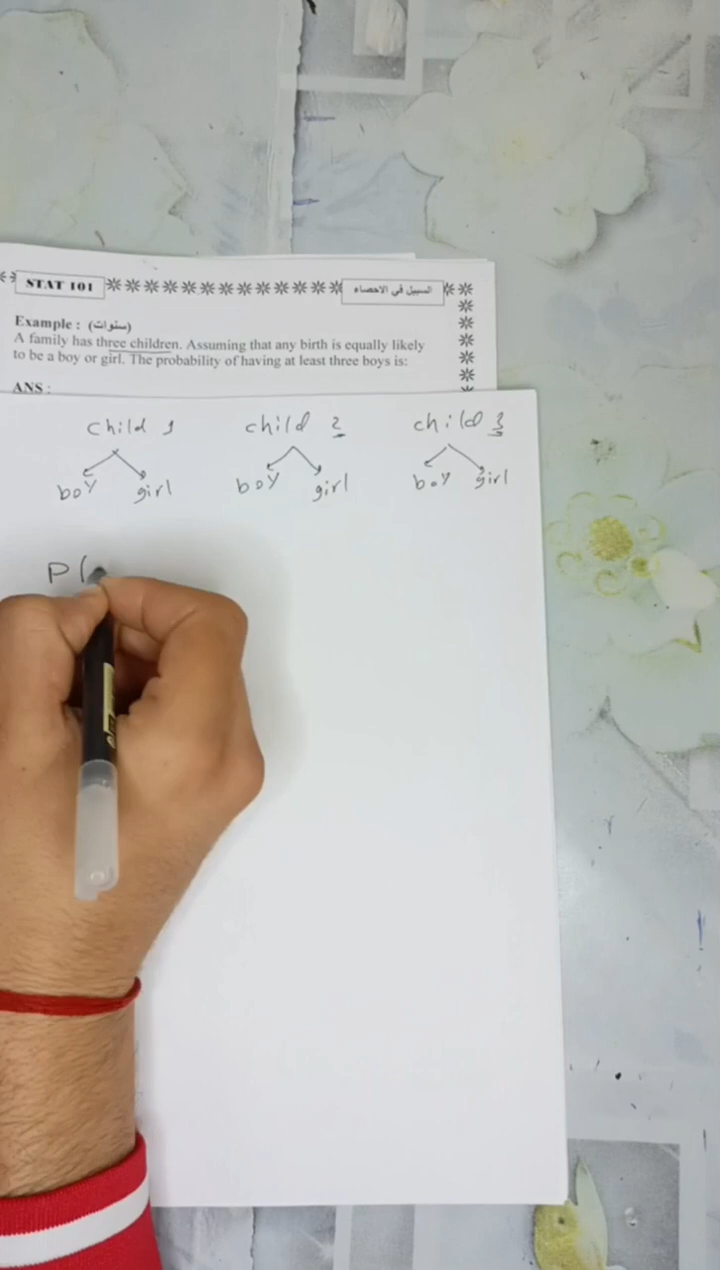 STAT 101 السبيل في الاحصاء
Example : (سنوات)
A family has three children. Assuming that any birth is equally likely
to be a boy or girl. The probability of having at least three boys is:
ANS :
child 1 child 2 child 3
boy girl boy girl boy girl
P(